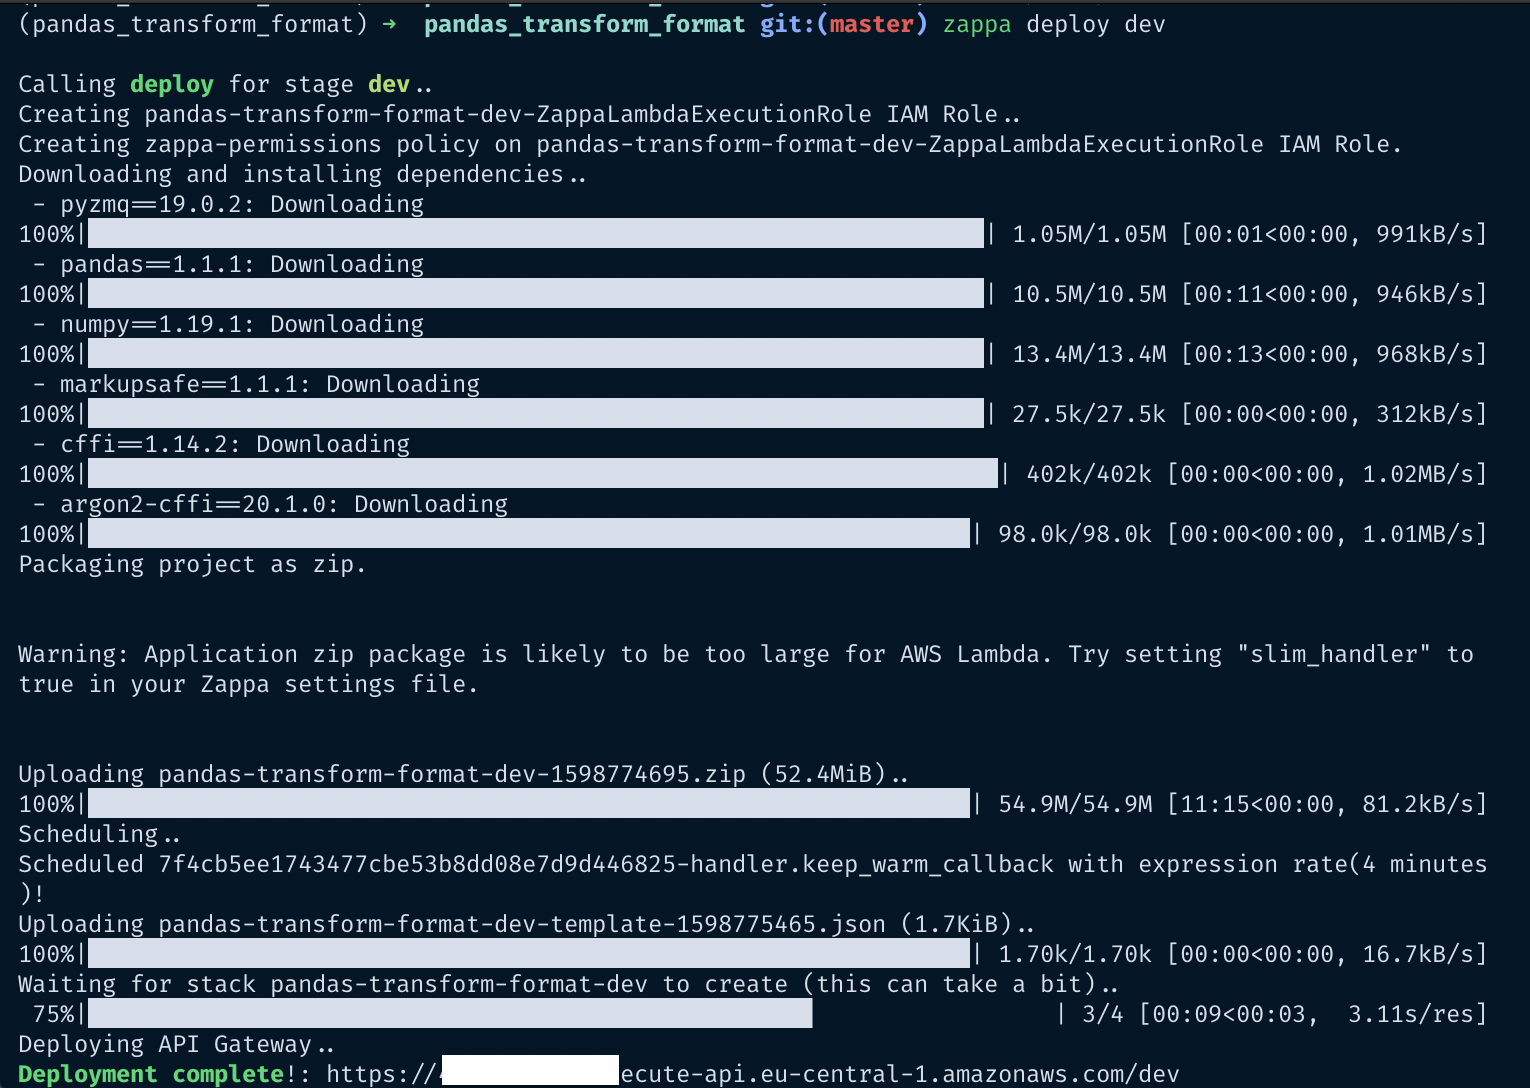 (pandas_transform_format) → pandas_transform_format git:(master) zappa deploy dev
Calling deploy for stage dev..
Creating pandas-transform-format-dev-ZappaLambdaExecutionRole IAM Role..
Creating zappa-permissions policy on pandas-transform-format-dev-ZappaLambdaExecutionRole IAM Role.
Downloading and installing dependencies..
- pyzmq==19.0.2: Downloading
100%| | 1.05M/1.05M [00:01<00:00, 991kB/s]
- pandas==1.1.1: Downloading
100%| | 10.5M/10.5M [00:11<00:00, 946kB/s]
- numpy==1.19.1: Downloading
100%| | 13.4M/13.4M [00:13<00:00, 968kB/s]
- markupsafe==1.1.1: Downloading
100%| | 27.5k/27.5k [00:00<00:00, 312kB/s]
- cffi==1.14.2: Downloading
100%| | 402k/402k [00:00<00:00, 1.02MB/s]
- argon2-cffi==20.1.0: Downloading
100%| | 98.0k/98.0k [00:00<00:00, 1.01MB/s]
Packaging project as zip.
Warning: Application zip package is likely to be too large for AWS Lambda. Try setting "slim_handler" to
true in your Zappa settings file.
Uploading pandas-transform-format-dev-1598774695.zip (52.4MiB)..
100%| | 54.9M/54.9M [11:15<00:00, 81.2kB/s]
Scheduling..
Scheduled 7f4cb5ee1743477cbe53b8dd08e7d9d446825-handler.keep_warm_callback with expression rate(4 minutes
)!
Uploading pandas-transform-format-dev-template-1598775465.json (1.7KiB)..
100%| | 1.70k/1.70k [00:00<00:00, 16.7kB/s]
Waiting for stack pandas-transform-format-dev to create (this can take a bit)..
75%| | 3/4 [00:09<00:03, 3.11s/res]
Deploying API Gateway..
Deployment complete!: https:// ecute-api.eu-central-1.amazonaws.com/dev